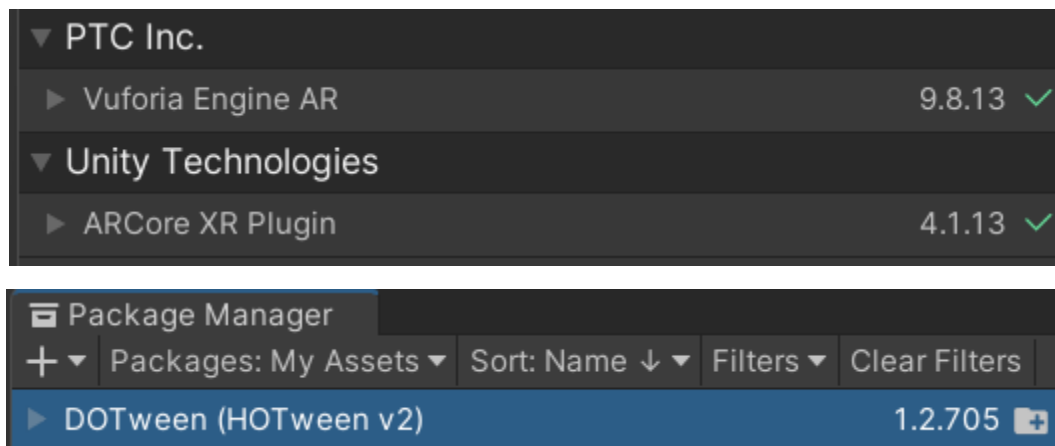 PTC Inc.
Vuforia Engine AR 9.8.13
Unity Technologies
ARCore XR Plugin 4.1.13
Package Manager
+ Packages: My Assets Sort: Name ↓ Filters Clear Filters
DOTween (HOTween v2) 1.2.705